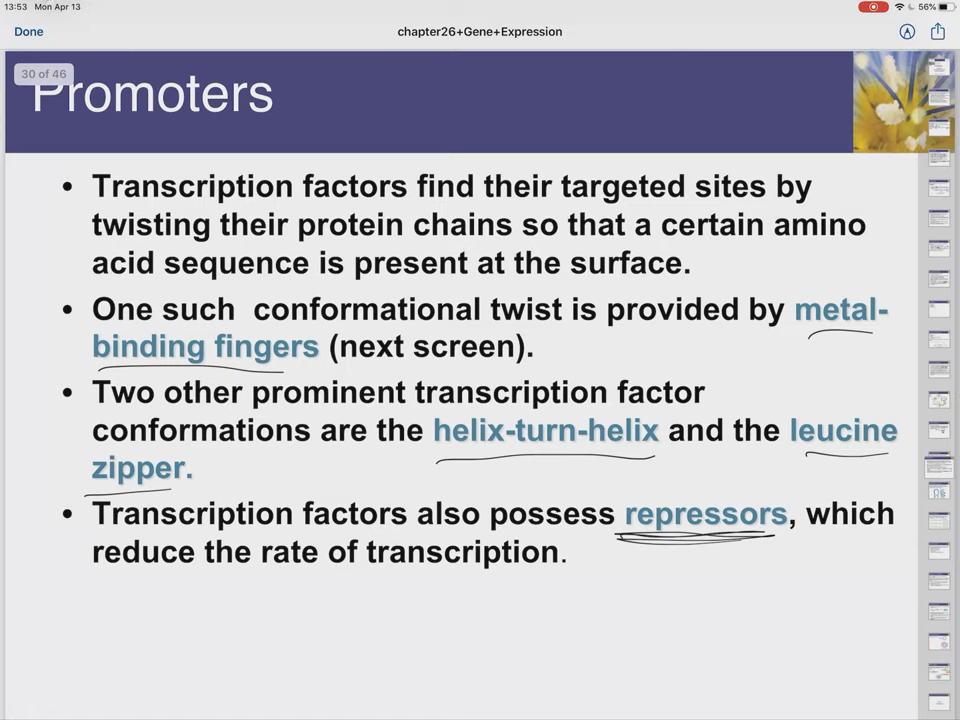 13:53 Mon Apr 13
56%
Done
chapter26+Gene+Expression
30 of 46
Promoters
• Transcription factors find their targeted sites by
twisting their protein chains so that a certain amino
acid sequence is present at the surface.
• One such conformational twist is provided by metal-
binding fingers (next screen).
• Two other prominent transcription factor
conformations are the helix-turn-helix and the leucine
zipper.
• Transcription factors also possess repressors, which
reduce the rate of transcription.